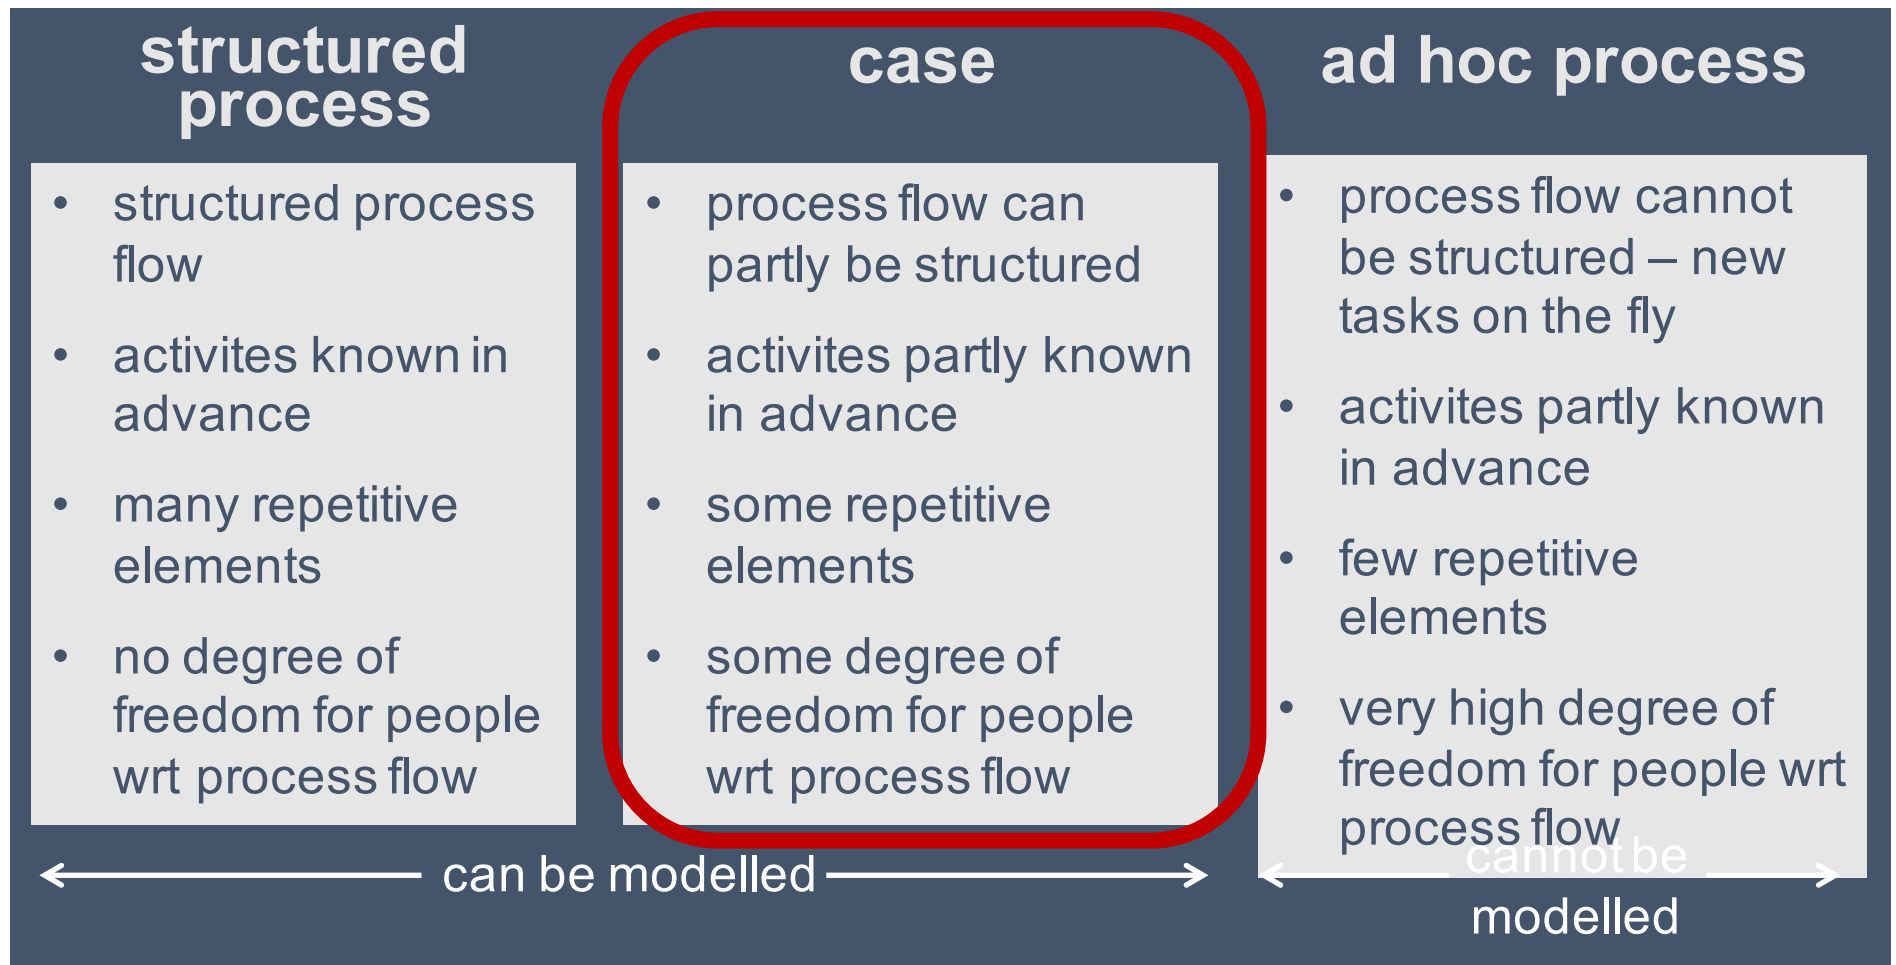 structured
process
• structured process
flow
• activites known in
advance
• many repetitive
elements
• no degree of
freedom for people
wrt process flow
case
• process flow can
partly be structured
• activites partly known
in advance
• some repetitive
elements
• some degree of
freedom for people
wrt process flow
ad hoc process
• process flow cannot
be structured – new
tasks on the fly
• activites partly known
in advance
• few repetitive
elements
• very high degree of
freedom for people wrt
process flow
can be modelled
cannot be
modelled